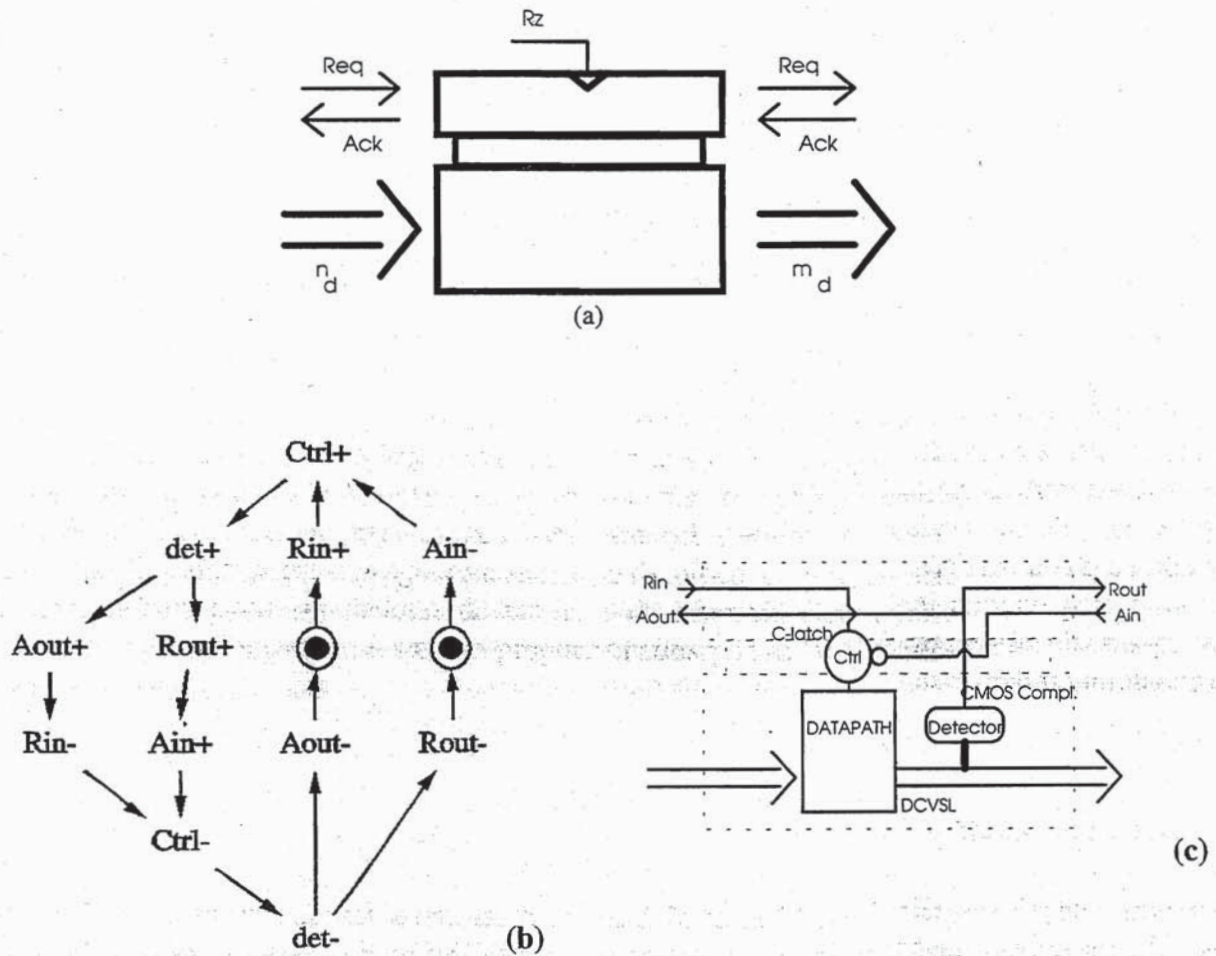 Rz
Req
Req
Ack
Ack
n d
m d
(a)
Ctrl+
det+ Rin+ Ain-
Aout+ Rout+
Rin- Ain+ Aout- Rout-
Ctrl-
det-
(b)
Rin
Rout
Aout
Ain
C-latch
Ctrl
CMOS Compl.
DATAPATH
Detector
DCVSL
(c)